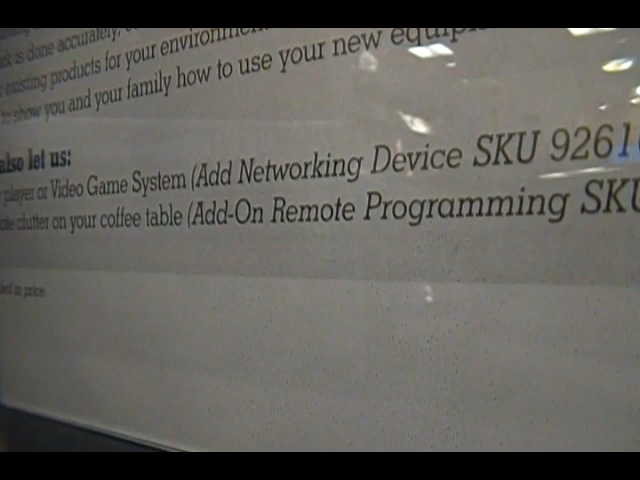 is done accurately,
existing products for your environment
to show you and your family how to use your new equip
also let us:
player or Video Game System (Add Networking Device SKU 9261
clutter on your coffee table (Add-On Remote Programming SKU
in price.